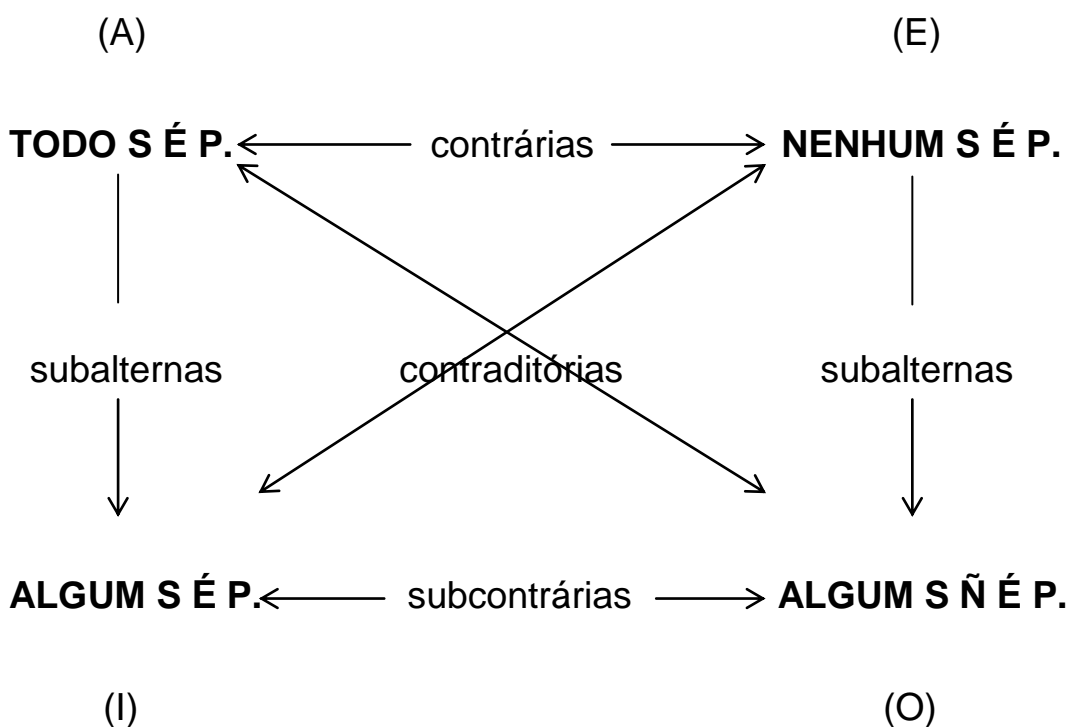 (A) (E)
TODO S É P. contrárias NENHUM S É P.
subalternas contraditórias subalternas
ALGUM S É P. subcontrárias ALGUM S Ñ É P.
(I) (O)